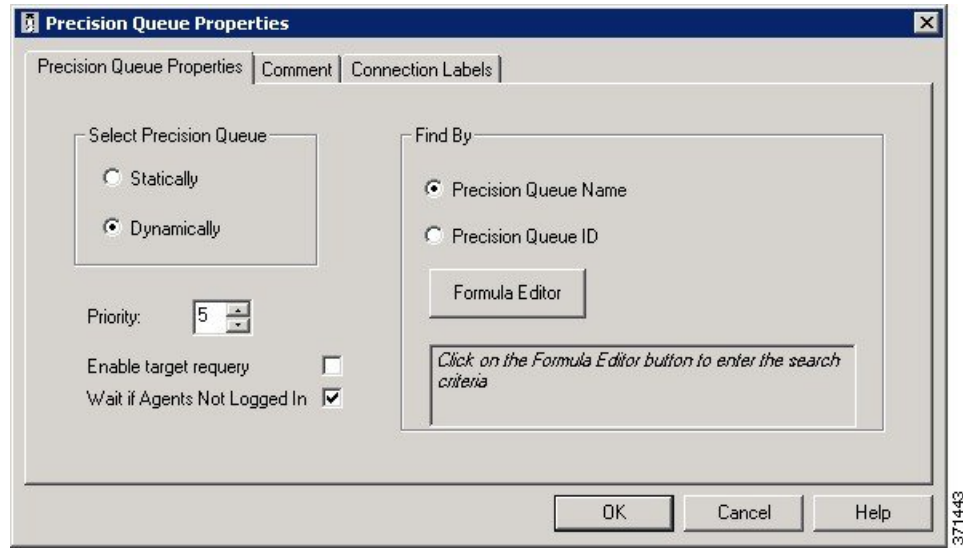 Precision Queue Properties
Precision Queue Properties Comment Connection Labels
Select Precision Queue
Statically
Dynamically
Priority: 5
Enable target requery
Wait if Agents Not Logged In
Find By
Precision Queue Name
Precision Queue ID
Formula Editor
Click on the Formula Editor button to enter the search
criteria
OK Cancel Help
371443